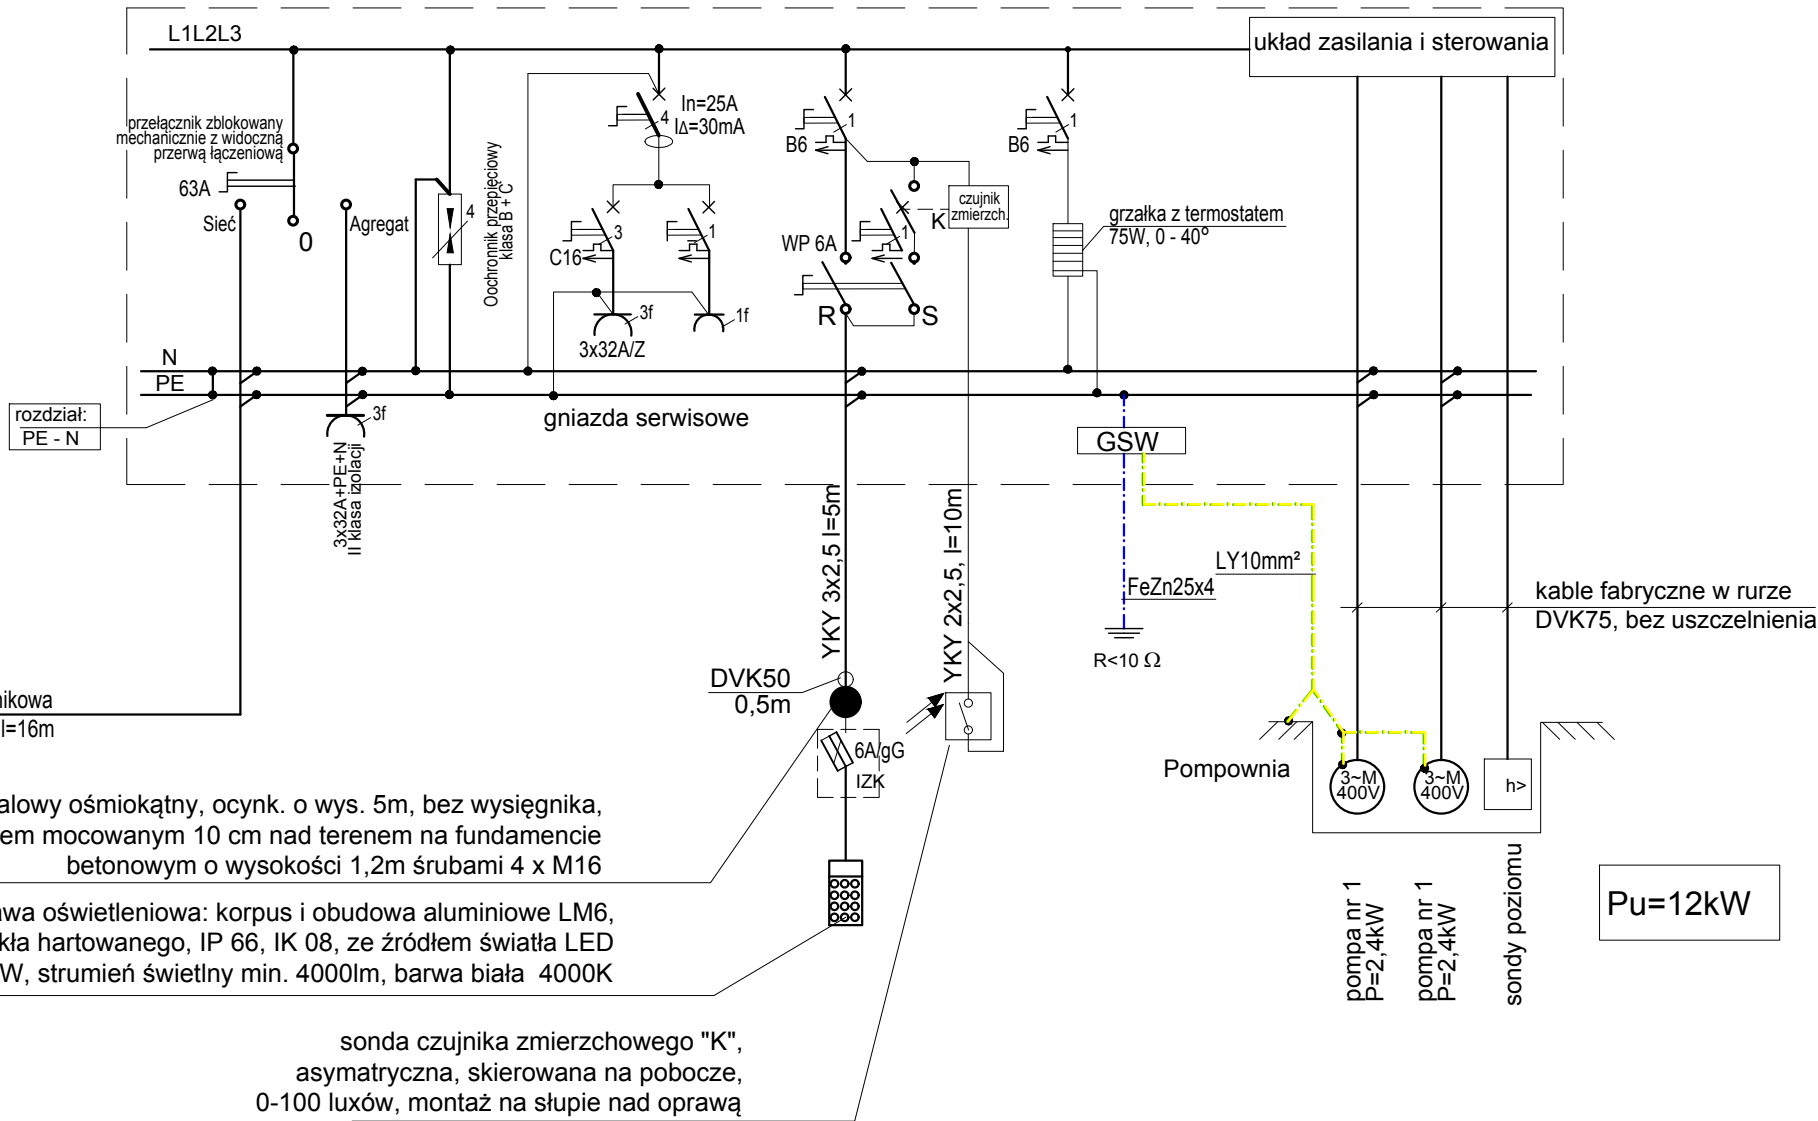 L1L2L3
układ zasilania i sterowania
przełącznik zblokowany
mechanicznie z widoczną
przerwą łączeniową
63A
Sieć
0
Agregat
4
Oochronnik przepięciowy
klasa B + C
In=25A
I∆=30mA
4
C16
3
1
3f
1f
3x32A/Z
B6
1
WP 6A
1
K
czujnik
zmierzch.
R
S
B6
1
grzałka z termostatem
75W, 0 - 40°
N
PE
rozdział:
PE - N
3f
3x32A+PE+N
II klasa izolacji
gniazda serwisowe
GSW
YKY 3x2,5 l=5m
YKY 2x2,5, l=10m
FeZn25x4
R<10 Ω
LY10mm²
kable fabryczne w rurze
DVK75, bez uszczelnienia
nikowa
l=16m
DVK50
0,5m
6A/gG
IZK
Pompownia
3~M
400V
3~M
400V
h>
pompa nr 1
P=2,4kW
pompa nr 1
P=2,4kW
sondy poziomu
Pu=12kW
alowy ośmiokątny, ocynk. o wys. 5m, bez wysięgnika,
em mocowanym 10 cm nad terenem na fundamencie
betonowym o wysokości 1,2m śrubami 4 x M16
awa oświetleniowa: korpus i obudowa aluminiowe LM6,
kła hartowanego, IP 66, IK 08, ze źródłem światła LED
W, strumień świetlny min. 4000lm, barwa biała 4000K
sonda czujnika zmierzchowego "K",
asymatryczna, skierowana na pobocze,
0-100 luxów, montaż na słupie nad oprawą